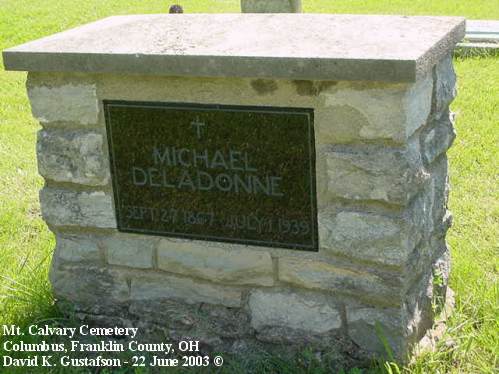 MICHAEL
DELADONNE
SEPT 27 1867 JULY 1 1939
Mt. Calvary Cemetery
Columbus, Franklin County, OH
David K. Gustafson - 22 June 2003 ©